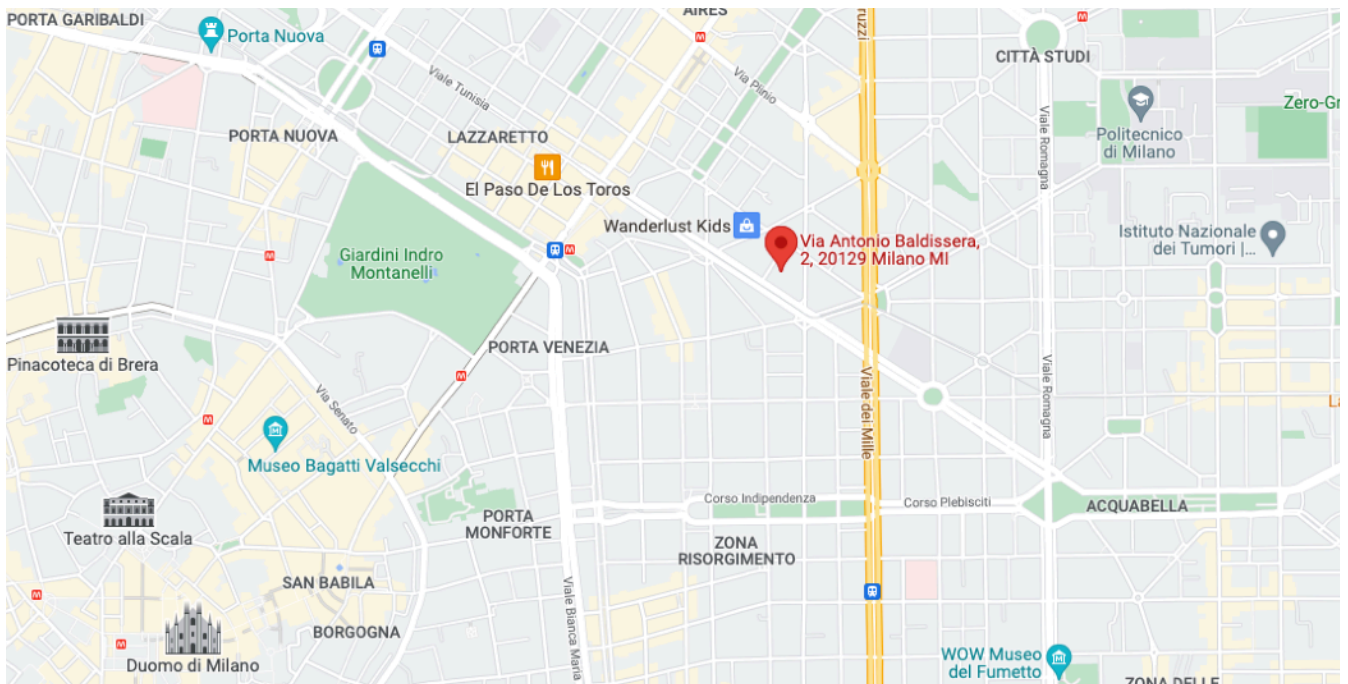 PORTA GARIBALDI
AIRES
ruzzi
Porta Nuova
CITTÀ STUDI
Viale Tunisia
Via Plinio
Zero-Gr
PORTA NUOVA
LAZZARETTO
Viale Romagna
Politecnico
di Milano
El Paso De Los Toros
Wanderlust Kids
Via Antonio Baldissera,
2, 20129 Milano MI
Istituto Nazionale
dei Tumori |...
Giardini Indro
Montanelli
PORTA VENEZIA
Pinacoteca di Brera
Via Senato
Viale dei Mille
Viale Romagna
La
Museo Bagatti Valsecchi
Corso Indipendenza
Corso Plebisciti
ACQUABELLA
PORTA
MONFORTE
Teatro alla Scala
ZONA
RISORGIMENTO
SAN BABILA
Viale Bianca Maria
BORGOGNA
Duomo di Milano
WOW Museo
del Fumetto
ZONA DELLE